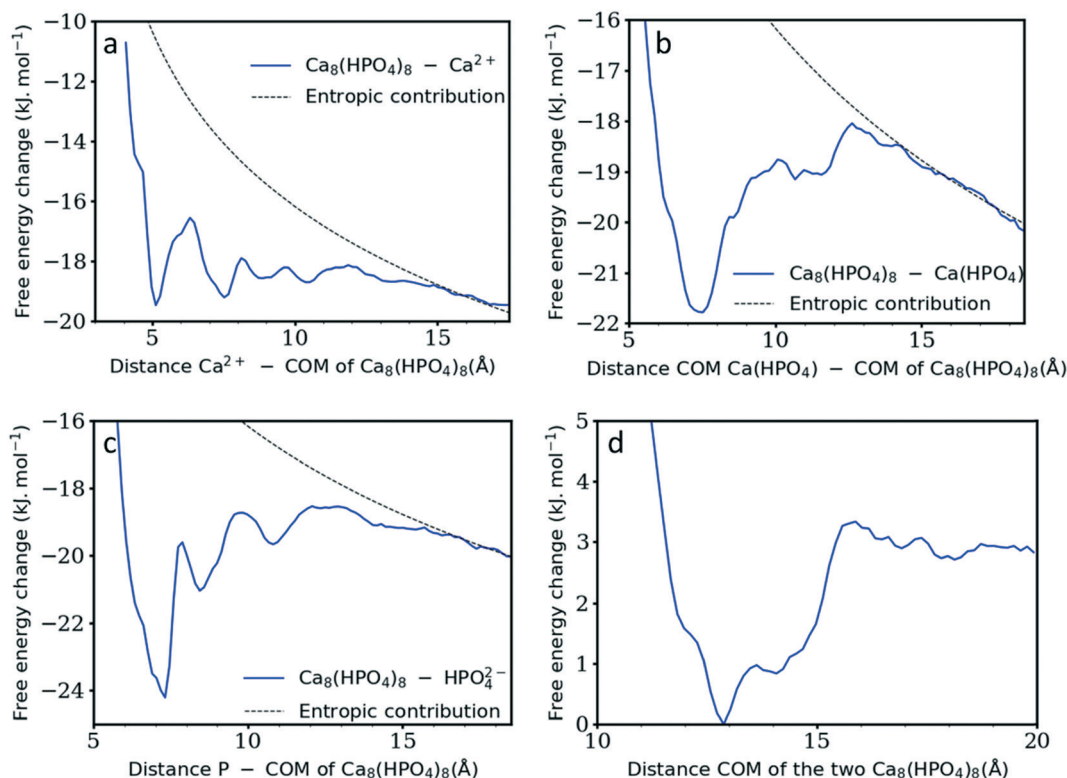 a
Free energy change (kJ. mol⁻¹)
−10
−12
−14
−16
−18
−20
Ca₈(HPO₄)₈ − Ca²⁺
Entropic contribution
5
10
15
Distance Ca²⁺ − COM of Ca₈(HPO₄)₈(Å)
b
Free energy change (kJ. mol⁻¹)
−16
−17
−18
−19
−20
−21
−22
Ca₈(HPO₄)₈ − Ca(HPO₄)
Entropic contribution
5
10
15
Distance COM Ca(HPO₄) − COM of Ca₈(HPO₄)₈(Å)
c
Free energy change (kJ. mol⁻¹)
−16
−18
−20
−22
−24
Ca₈(HPO₄)₈ − HPO₄²⁻
Entropic contribution
5
10
15
Distance P − COM of Ca₈(HPO₄)₈(Å)
d
Free energy change (kJ. mol⁻¹)
5
4
3
2
1
0
10
15
20
Distance COM of the two Ca₈(HPO₄)₈(Å)